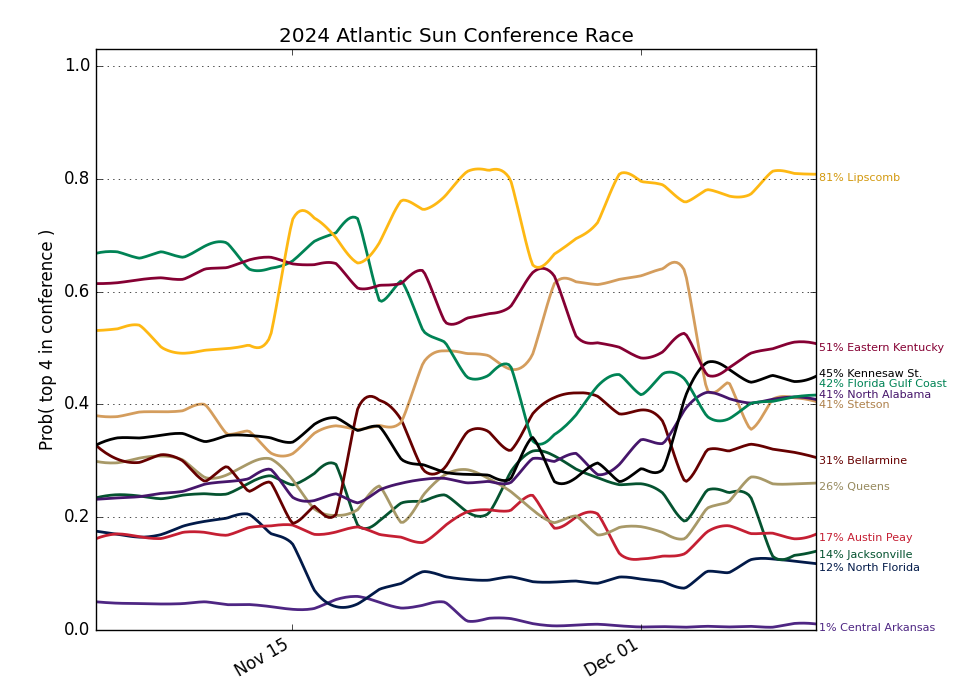 2024 Atlantic Sun Conference Race
Prob( top 4 in conference )
1.0
0.8
0.6
0.4
0.2
0.0
Nov 15
Dec 01
81% Lipscomb
51% Eastern Kentucky
45% Kennesaw St.
42% Florida Gulf Coast
41% North Alabama
41% Stetson
31% Bellarmine
26% Queens
17% Austin Peay
14% Jacksonville
12% North Florida
1% Central Arkansas